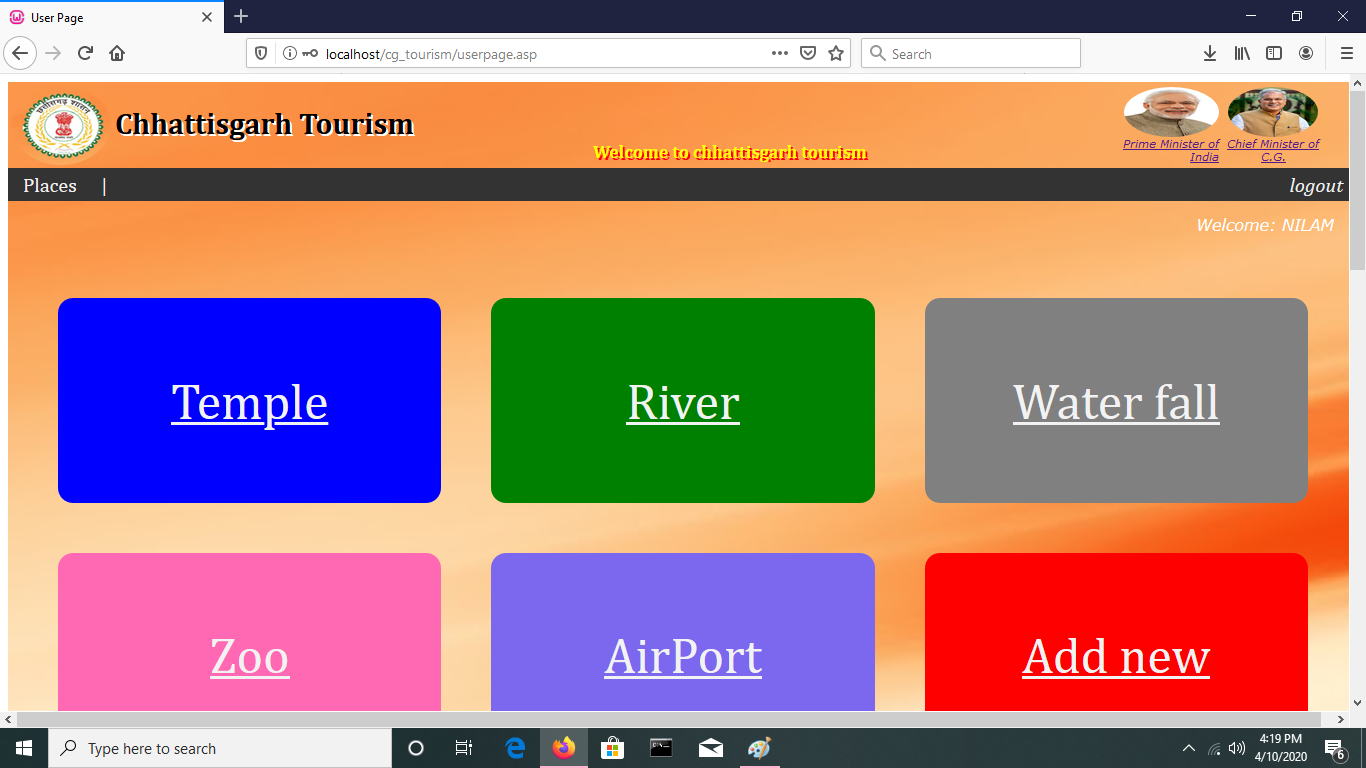 User Page
localhost/cg_tourism/userpage.asp
Search
छत्तीसगढ़ शासन
Chhattisgarh Tourism
Welcome to chhattisgarh tourism
Prime Minister of
India
Chief Minister of
C.G.
Places |
logout
Welcome: NILAM
Temple
River
Water fall
Zoo
AirPort
Add new
Type here to search
4:19 PM
4/10/2020
6